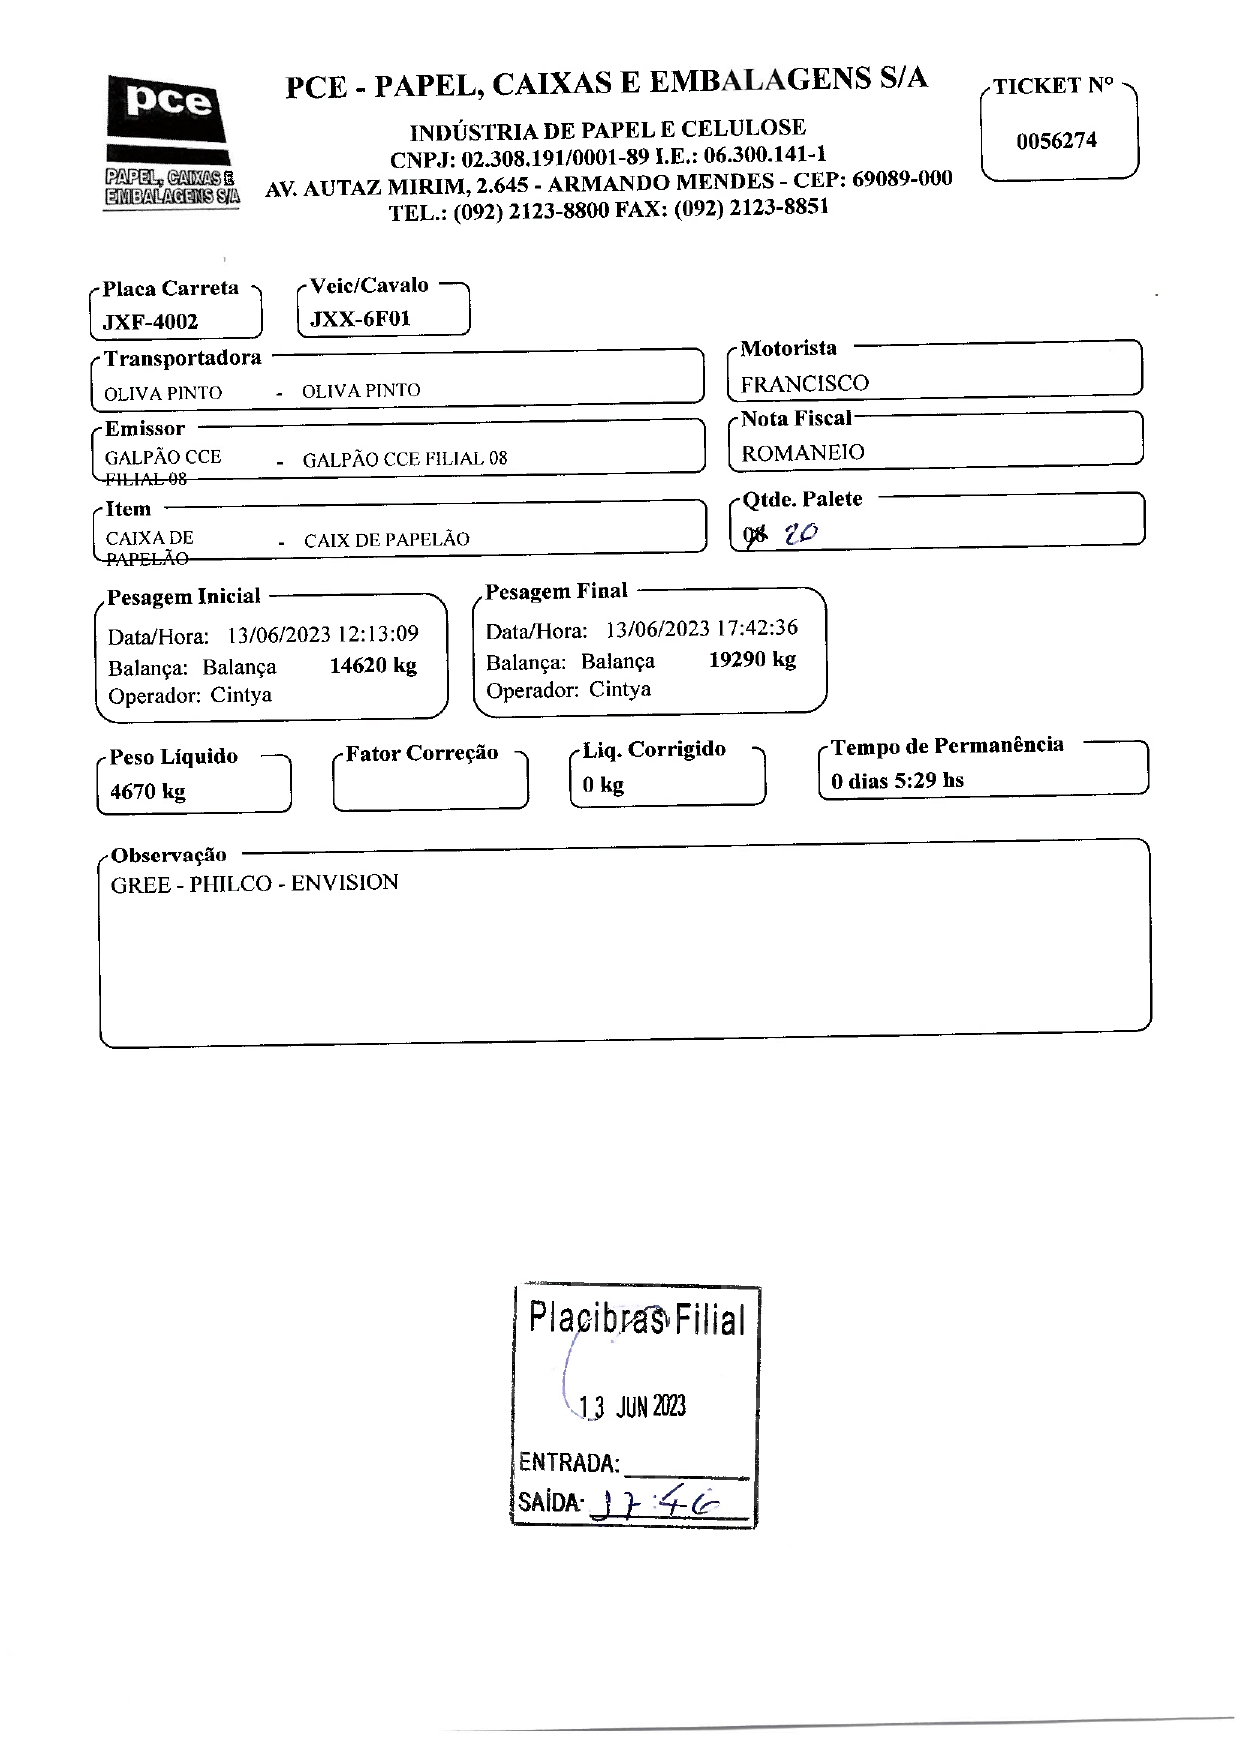 pce
PAPEL, CAIXAS E
EMBALAGENS S/A
PCE - PAPEL, CAIXAS E EMBALAGENS S/A
INDÚSTRIA DE PAPEL E CELULOSE
CNPJ: 02.308.191/0001-89 I.E.: 06.300.141-1
AV. AUTAZ MIRIM, 2.645 - ARMANDO MENDES - CEP: 69089-000
TEL.: (092) 2123-8800 FAX: (092) 2123-8851
TICKET Nº
0056274
Placa Carreta
JXF-4002
Veic/Cavalo
JXX-6F01
Transportadora
OLIVA PINTO - OLIVA PINTO
Motorista
FRANCISCO
Emissor
GALPÃO CCE - GALPÃO CCE FILIAL 08
FILIAL 08
Nota Fiscal
ROMANEIO
Item
CAIXA DE - CAIX DE PAPELÃO
PAPELÃO
Qtde. Palete
20
Pesagem Inicial
Data/Hora: 13/06/2023 12:13:09
Balança: Balança 14620 kg
Operador: Cintya
Pesagem Final
Data/Hora: 13/06/2023 17:42:36
Balança: Balança 19290 kg
Operador: Cintya
Peso Líquido
4670 kg
Fator Correção
Liq. Corrigido
0 kg
Tempo de Permanência
0 dias 5:29 hs
Observação
GREE - PHILCO - ENVISION
Placibras Filial
13 JUN 2023
ENTRADA:
SAÍDA: 17:46